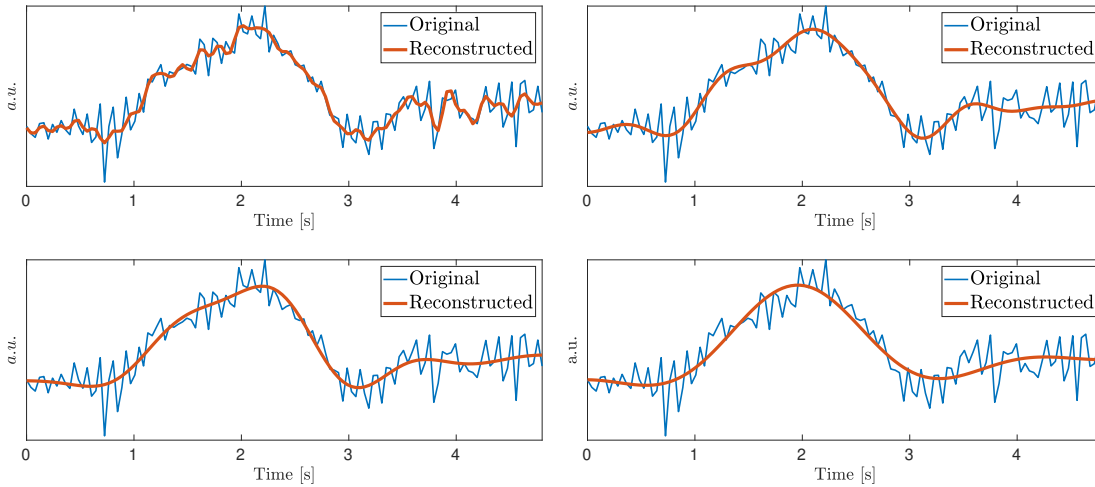 Original
Reconstructed
a.u.
0 1 2 3 4
Time [s]
Original
Reconstructed
a.u.
0 1 2 3 4
Time [s]
Original
Reconstructed
a.u.
0 1 2 3 4
Time [s]
Original
Reconstructed
a.u.
0 1 2 3 4
Time [s]